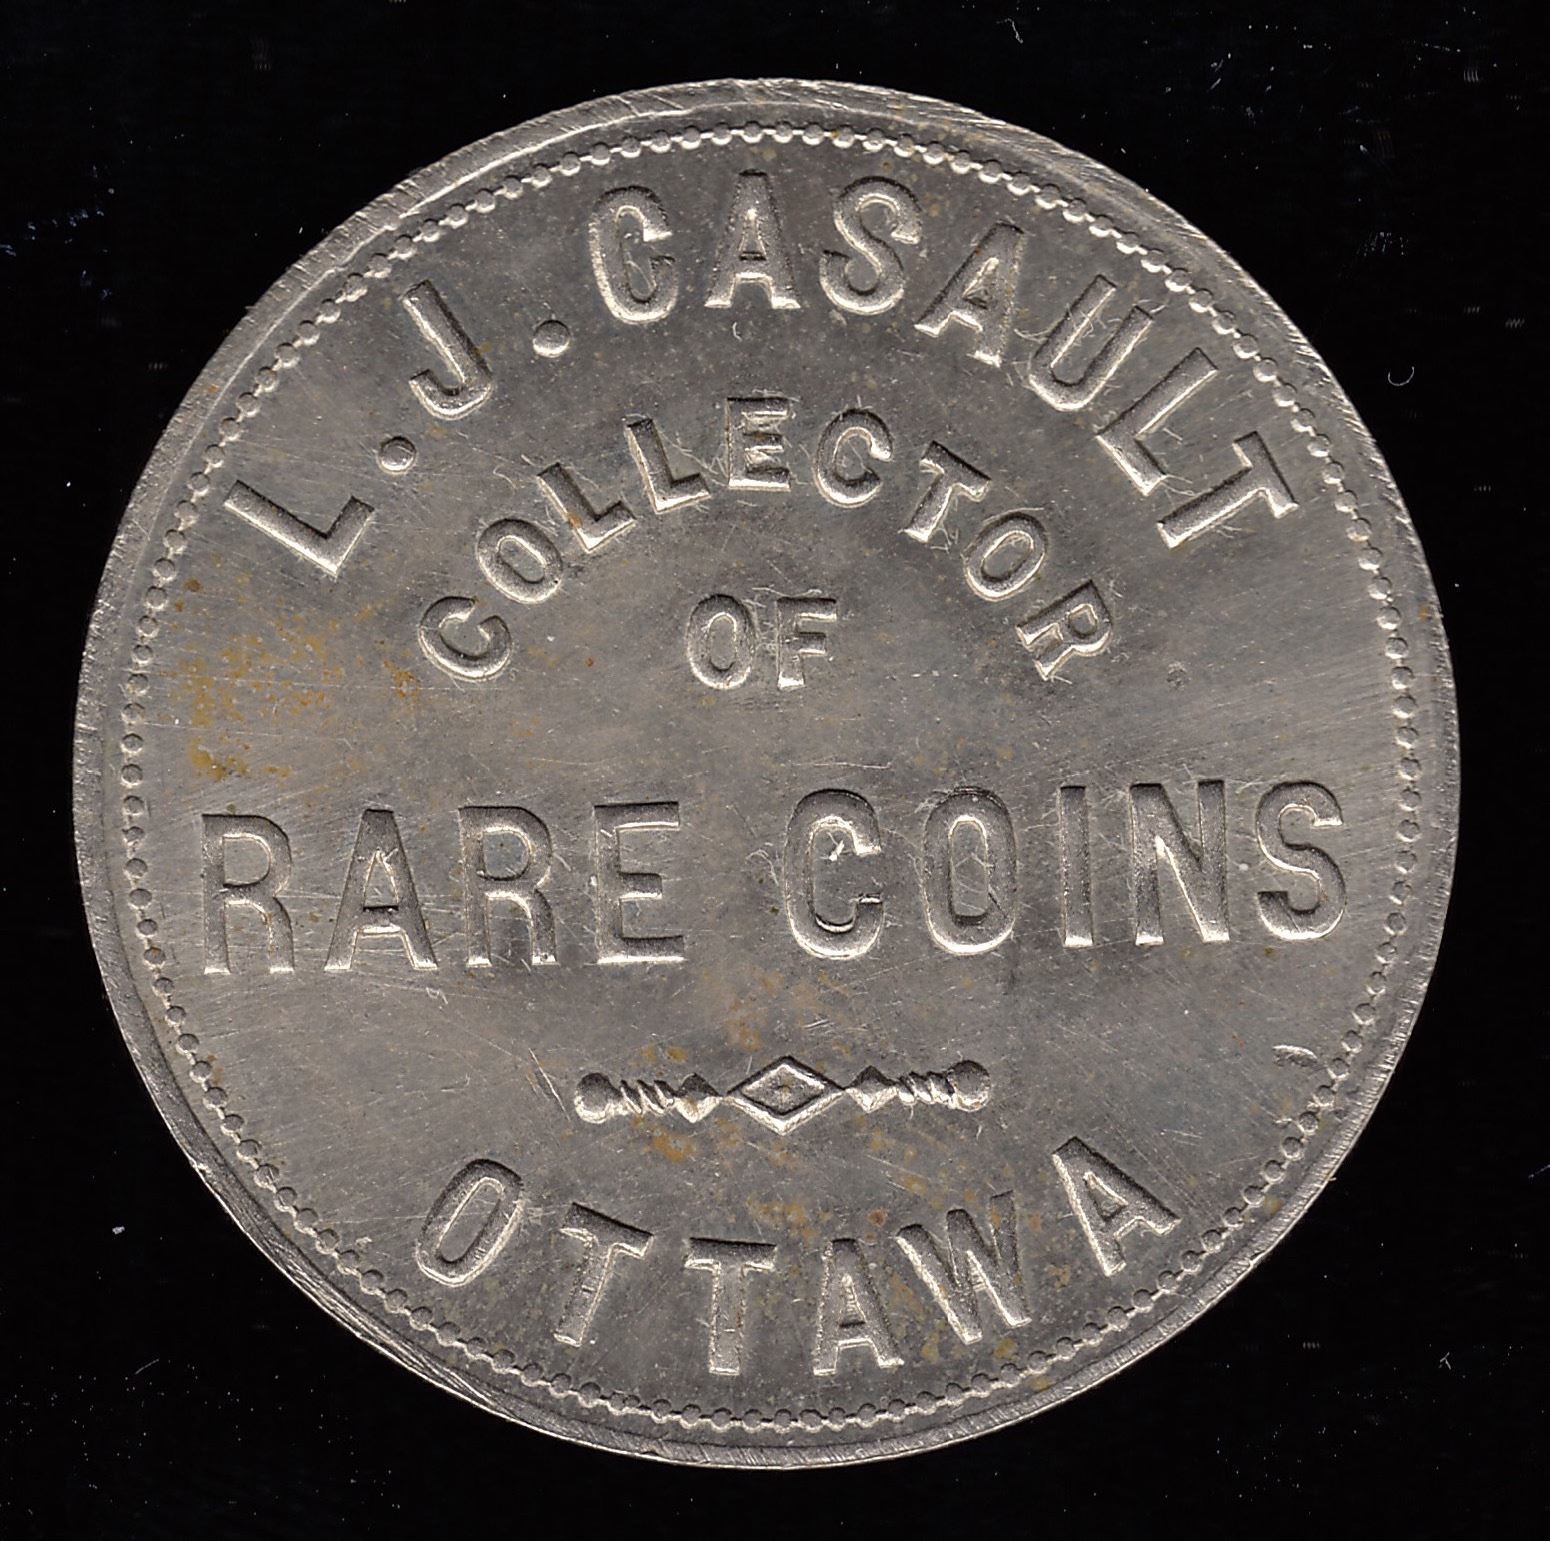 L.J. CASAULT
COLLECTOR
OF
RARE COINS
OTTAWA